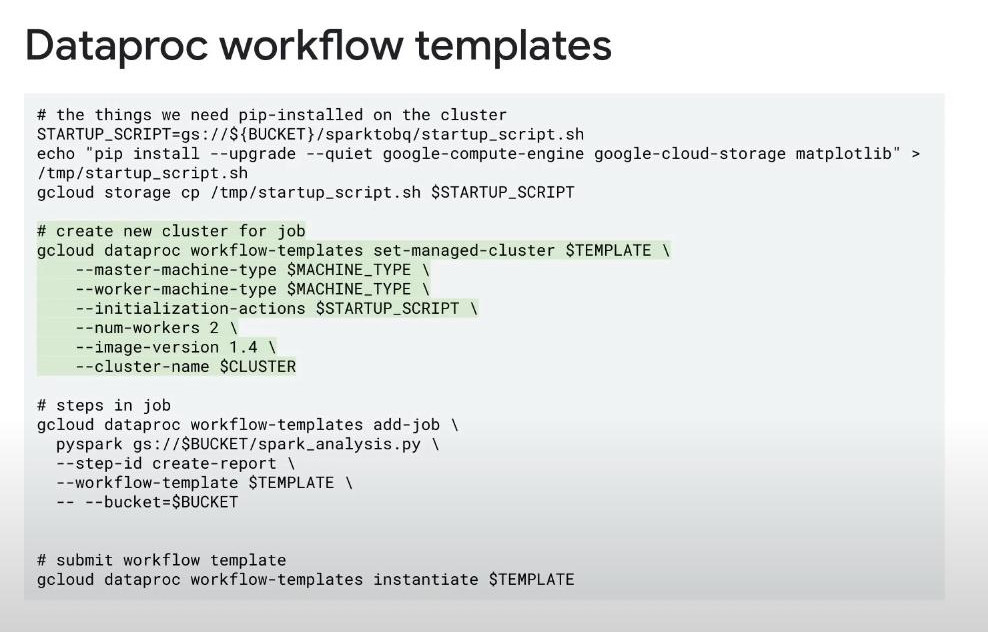 Dataproc workflow templates
# the things we need pip-installed on the cluster
STARTUP_SCRIPT=gs://${BUCKET}/sparktobq/startup_script.sh
echo "pip install --upgrade --quiet google-compute-engine google-cloud-storage matplotlib" >
/tmp/startup_script.sh
gcloud storage cp /tmp/startup_script.sh $STARTUP_SCRIPT
# create new cluster for job
gcloud dataproc workflow-templates set-managed-cluster $TEMPLATE \
    --master-machine-type $MACHINE_TYPE \
    --worker-machine-type $MACHINE_TYPE \
    --initialization-actions $STARTUP_SCRIPT \
    --num-workers 2 \
    --image-version 1.4 \
    --cluster-name $CLUSTER
# steps in job
gcloud dataproc workflow-templates add-job \
  pyspark gs://$BUCKET/spark_analysis.py \
  --step-id create-report \
  --workflow-template $TEMPLATE \
  -- --bucket=$BUCKET
# submit workflow template
gcloud dataproc workflow-templates instantiate $TEMPLATE